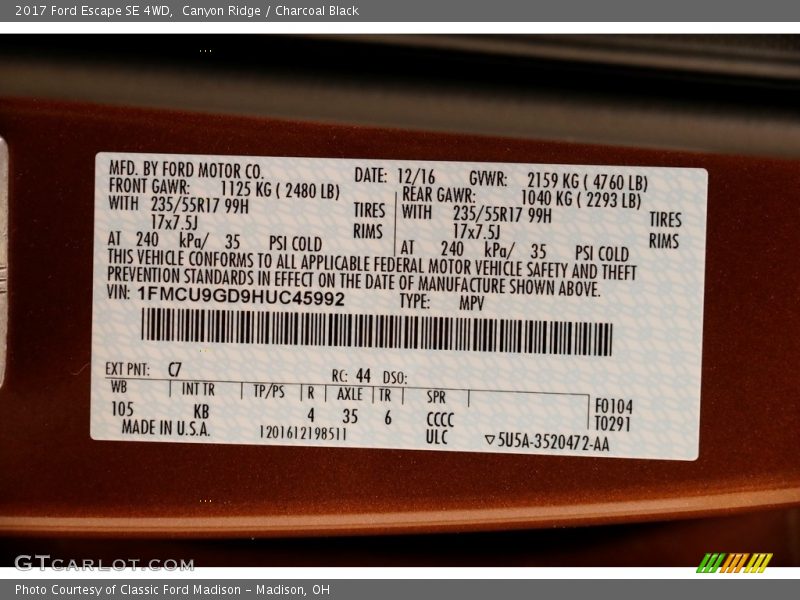 2017 Ford Escape SE 4WD, Canyon Ridge / Charcoal Black
MFD. BY FORD MOTOR CO. DATE: 12/16 GVWR: 2159 KG ( 4760 LB)
FRONT GAWR: 1125 KG ( 2480 LB) REAR GAWR: 1040 KG ( 2293 LB)
WITH 235/55R17 99H TIRES WITH 235/55R17 99H TIRES
17x7.5J RIMS 17x7.5J RIMS
AT 240 kPa/ 35 PSI COLD AT 240 kPa/ 35 PSI COLD
THIS VEHICLE CONFORMS TO ALL APPLICABLE FEDERAL MOTOR VEHICLE SAFETY AND THEFT
PREVENTION STANDARDS IN EFFECT ON THE DATE OF MANUFACTURE SHOWN ABOVE.
VIN: 1FMCU9GD9HUC45992 TYPE: MPV
EXT PNT: C7 RC: 44 DSO:
WB INT TR TP/PS R AXLE TR SPR
105 KB 4 35 6 CCCC F0104
MADE IN U.S.A. 1201612198511 ULC T0291
▽5U5A-3520472-AA
GTCARLOT.COM
Photo Courtesy of Classic Ford Madison - Madison, OH